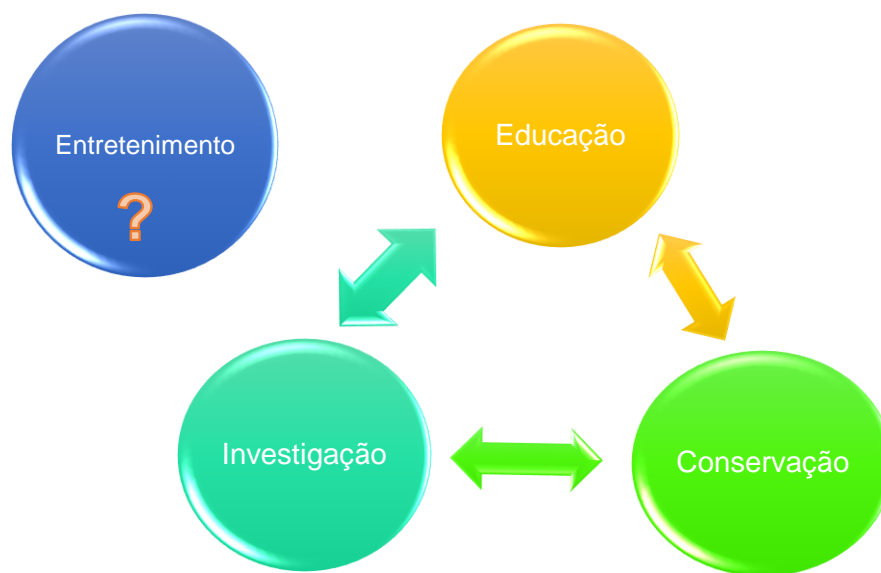 Entretenimento
?
Educação
Investigação
Conservação